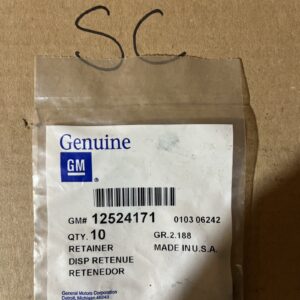 SC
Genuine
GM
®
GM# 12524171 0103 06242
QTY. 10 GR.2.188
RETAINER MADE IN U.S.A.
DISP RETENUE
RETENEDOR
General Motors Corporation
Detroit, Michigan 48243